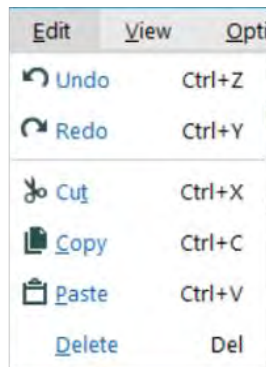 Edit View Opti
Undo Ctrl+Z
Redo Ctrl+Y
Cut Ctrl+X
Copy Ctrl+C
Paste Ctrl+V
Delete Del